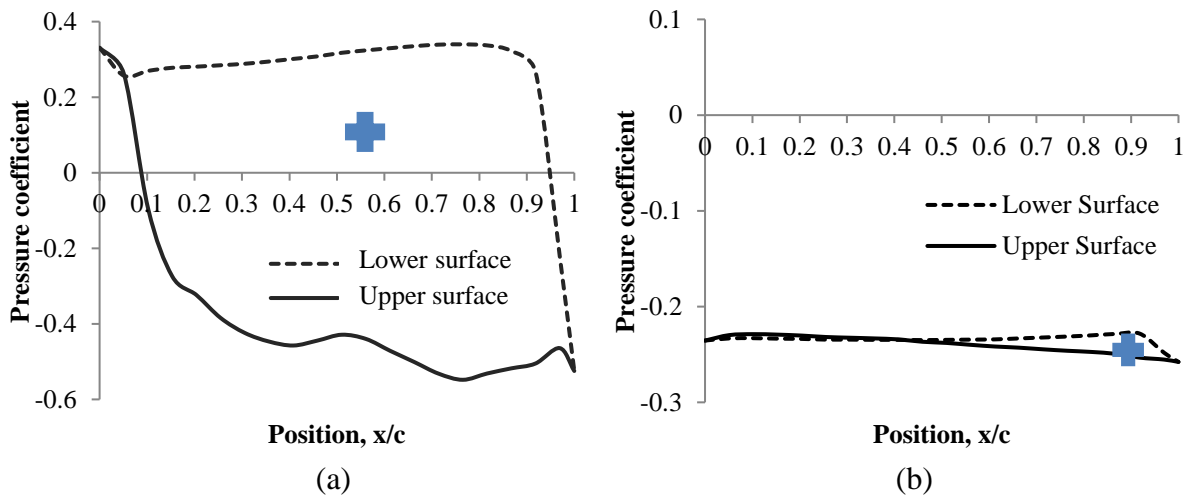 0.4
0.2
0
-0.2
-0.4
-0.6
0 0.1 0.2 0.3 0.4 0.5 0.6 0.7 0.8 0.9 1
Pressure coefficient
Lower surface
Upper surface
Position, x/c
(a)
0.1
0
-0.1
-0.2
-0.3
0 0.1 0.2 0.3 0.4 0.5 0.6 0.7 0.8 0.9 1
Pressure coefficient
Lower Surface
Upper Surface
Position, x/c
(b)